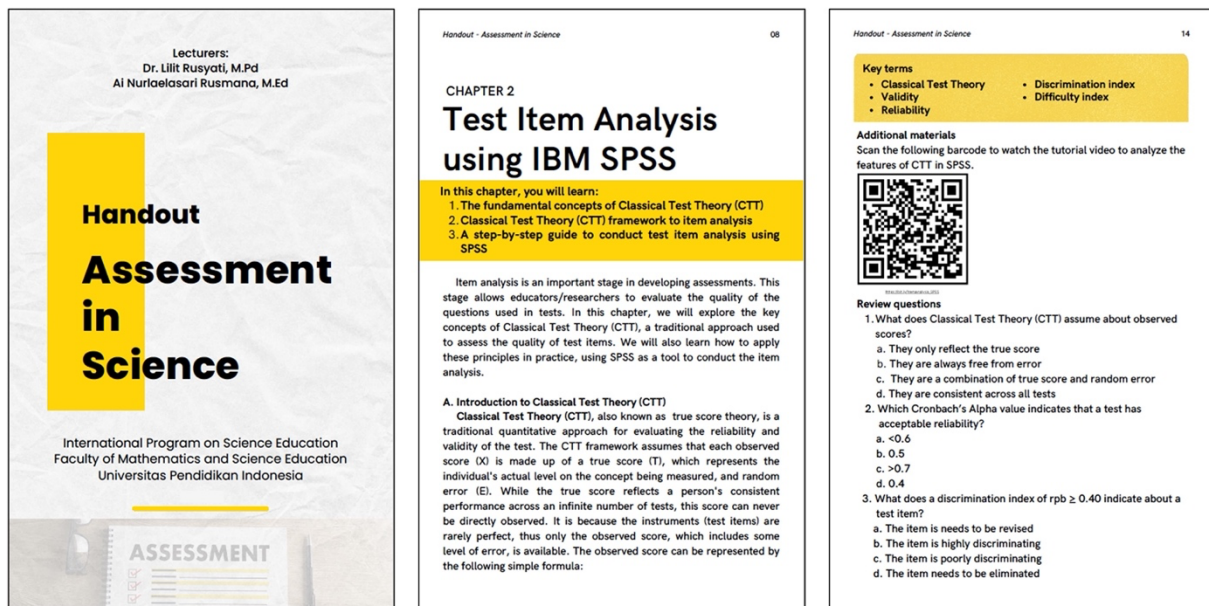 Lecturers:
Dr. Lilit Rusyati, M.Pd
Ai Nurlaelasari Rusmana, M.Ed
Handout
Assessment
in
Science
International Program on Science Education
Faculty of Mathematics and Science Education
Universitas Pendidikan Indonesia
ASSESSMENT
Handout - Assessment in Science 08
CHAPTER 2
Test Item Analysis
using IBM SPSS
In this chapter, you will learn:
1. The fundamental concepts of Classical Test Theory (CTT)
2. Classical Test Theory (CTT) framework to item analysis
3. A step-by-step guide to conduct test item analysis using
SPSS
Item analysis is an important stage in developing assessments. This
stage allows educators/researchers to evaluate the quality of the
questions used in tests. In this chapter, we will explore the key
concepts of Classical Test Theory (CTT), a traditional approach used
to assess the quality of test items. We will also learn how to apply
these principles in practice, using SPSS as a tool to conduct the item
analysis.
A. Introduction to Classical Test Theory (CTT)
Classical Test Theory (CTT), also known as true score theory, is a
traditional quantitative approach for evaluating the reliability and
validity of the test. The CTT framework assumes that each observed
score (X) is made up of a true score (T), which represents the
individual's actual level on the concept being measured, and random
error (E). While the true score reflects a person's consistent
performance across an infinite number of tests, this score can never
be directly observed. It is because the instruments (test items) are
rarely perfect, thus only the observed score, which includes some
level of error, is available. The observed score can be represented by
the following simple formula:
Handout - Assessment in Science 14
Key terms
• Classical Test Theory
• Validity
• Reliability
• Discrimination index
• Difficulty index
Additional materials
Scan the following barcode to watch the tutorial video to analyze the
features of CTT in SPSS.
Review questions
1. What does Classical Test Theory (CTT) assume about observed
scores?
a. They only reflect the true score
b. They are always free from error
c. They are a combination of true score and random error
d. They are consistent across all tests
2. Which Cronbach's Alpha value indicates that a test has
acceptable reliability?
a. <0.6
b. 0.5
c. >0.7
d. 0.4
3. What does a discrimination index of rpb ≥ 0.40 indicate about a
test item?
a. The item is needs to be revised
b. The item is highly discriminating
c. The item is poorly discriminating
d. The item needs to be eliminated